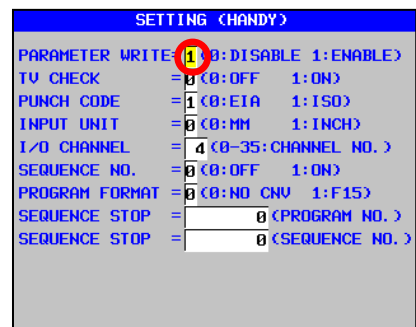 SETTING (HANDY)
PARAMETER WRITE=1(0:DISABLE 1:ENABLE)
TV CHECK =0(0:OFF 1:ON)
PUNCH CODE =1(0:EIA 1:ISO)
INPUT UNIT =0(0:MM 1:INCH)
I/O CHANNEL = 4(0-35:CHANNEL NO.)
SEQUENCE NO. =0(0:OFF 1:ON)
PROGRAM FORMAT =0(0:NO CNV 1:F15)
SEQUENCE STOP = 0(PROGRAM NO.)
SEQUENCE STOP = 0(SEQUENCE NO.)